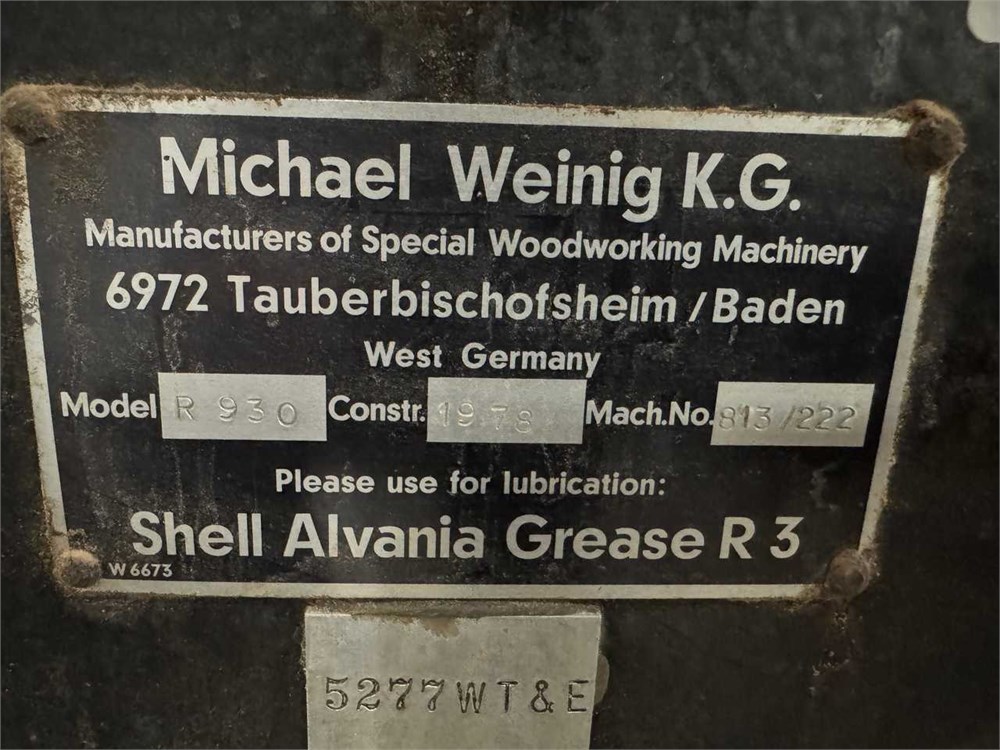 Michael Weinig K.G.
Manufacturers of Special Woodworking Machinery
6972 Tauberbischofsheim / Baden
West Germany
Model R 930 Constr. 1978 Mach.No. 813/222
Please use for lubrication:
Shell Alvania Grease R 3
W 6673
5277WT&E